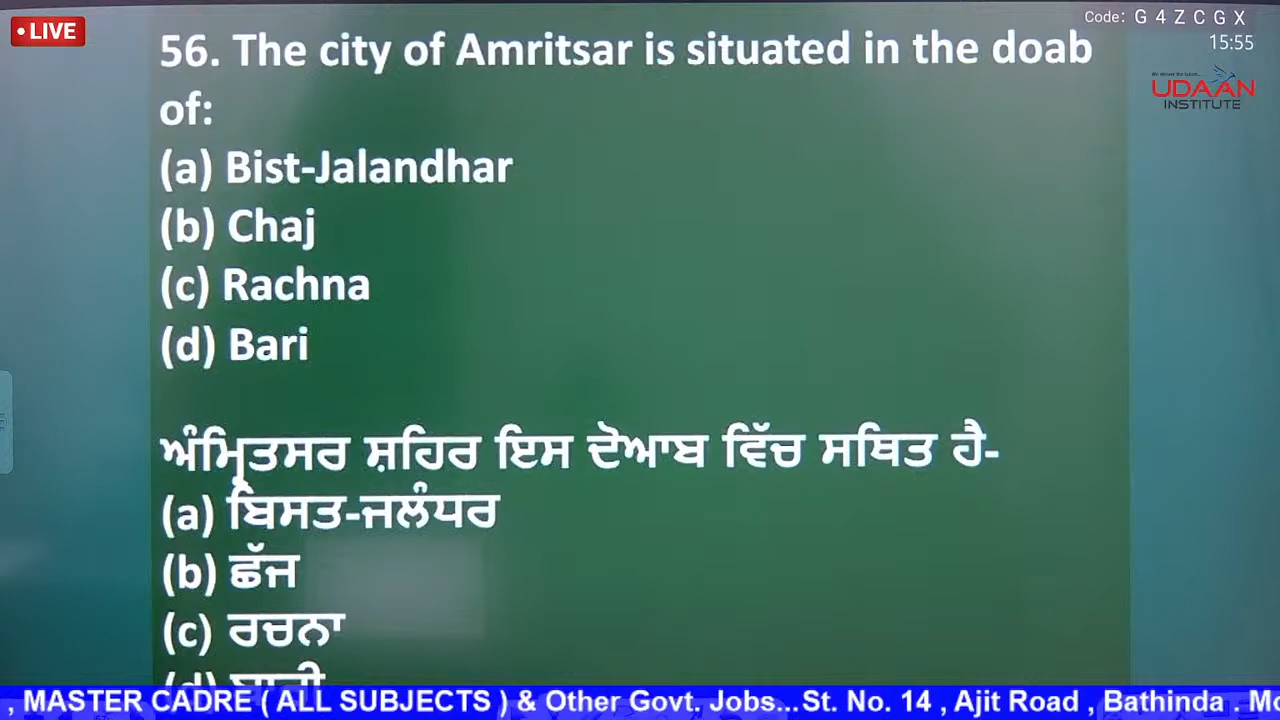 • LIVE
Code: G 4 Z C G X
15:55
UDAAN
INSTITUTE
56. The city of Amritsar is situated in the doab
of:
(a) Bist-Jalandhar
(b) Chaj
(c) Rachna
(d) Bari
ਅੰਮ੍ਰਿਤਸਰ ਸ਼ਹਿਰ ਇਸ ਦੋਆਬ ਵਿੱਚ ਸਥਿਤ ਹੈ-
(a) ਬਿਸਤ-ਜਲੰਧਰ
(b) ਛੱਜ
(c) ਰਚਨਾ
, MASTER CADRE ( ALL SUBJECTS ) & Other Govt. Jobs...St. No. 14 , Ajit Road , Bathinda .